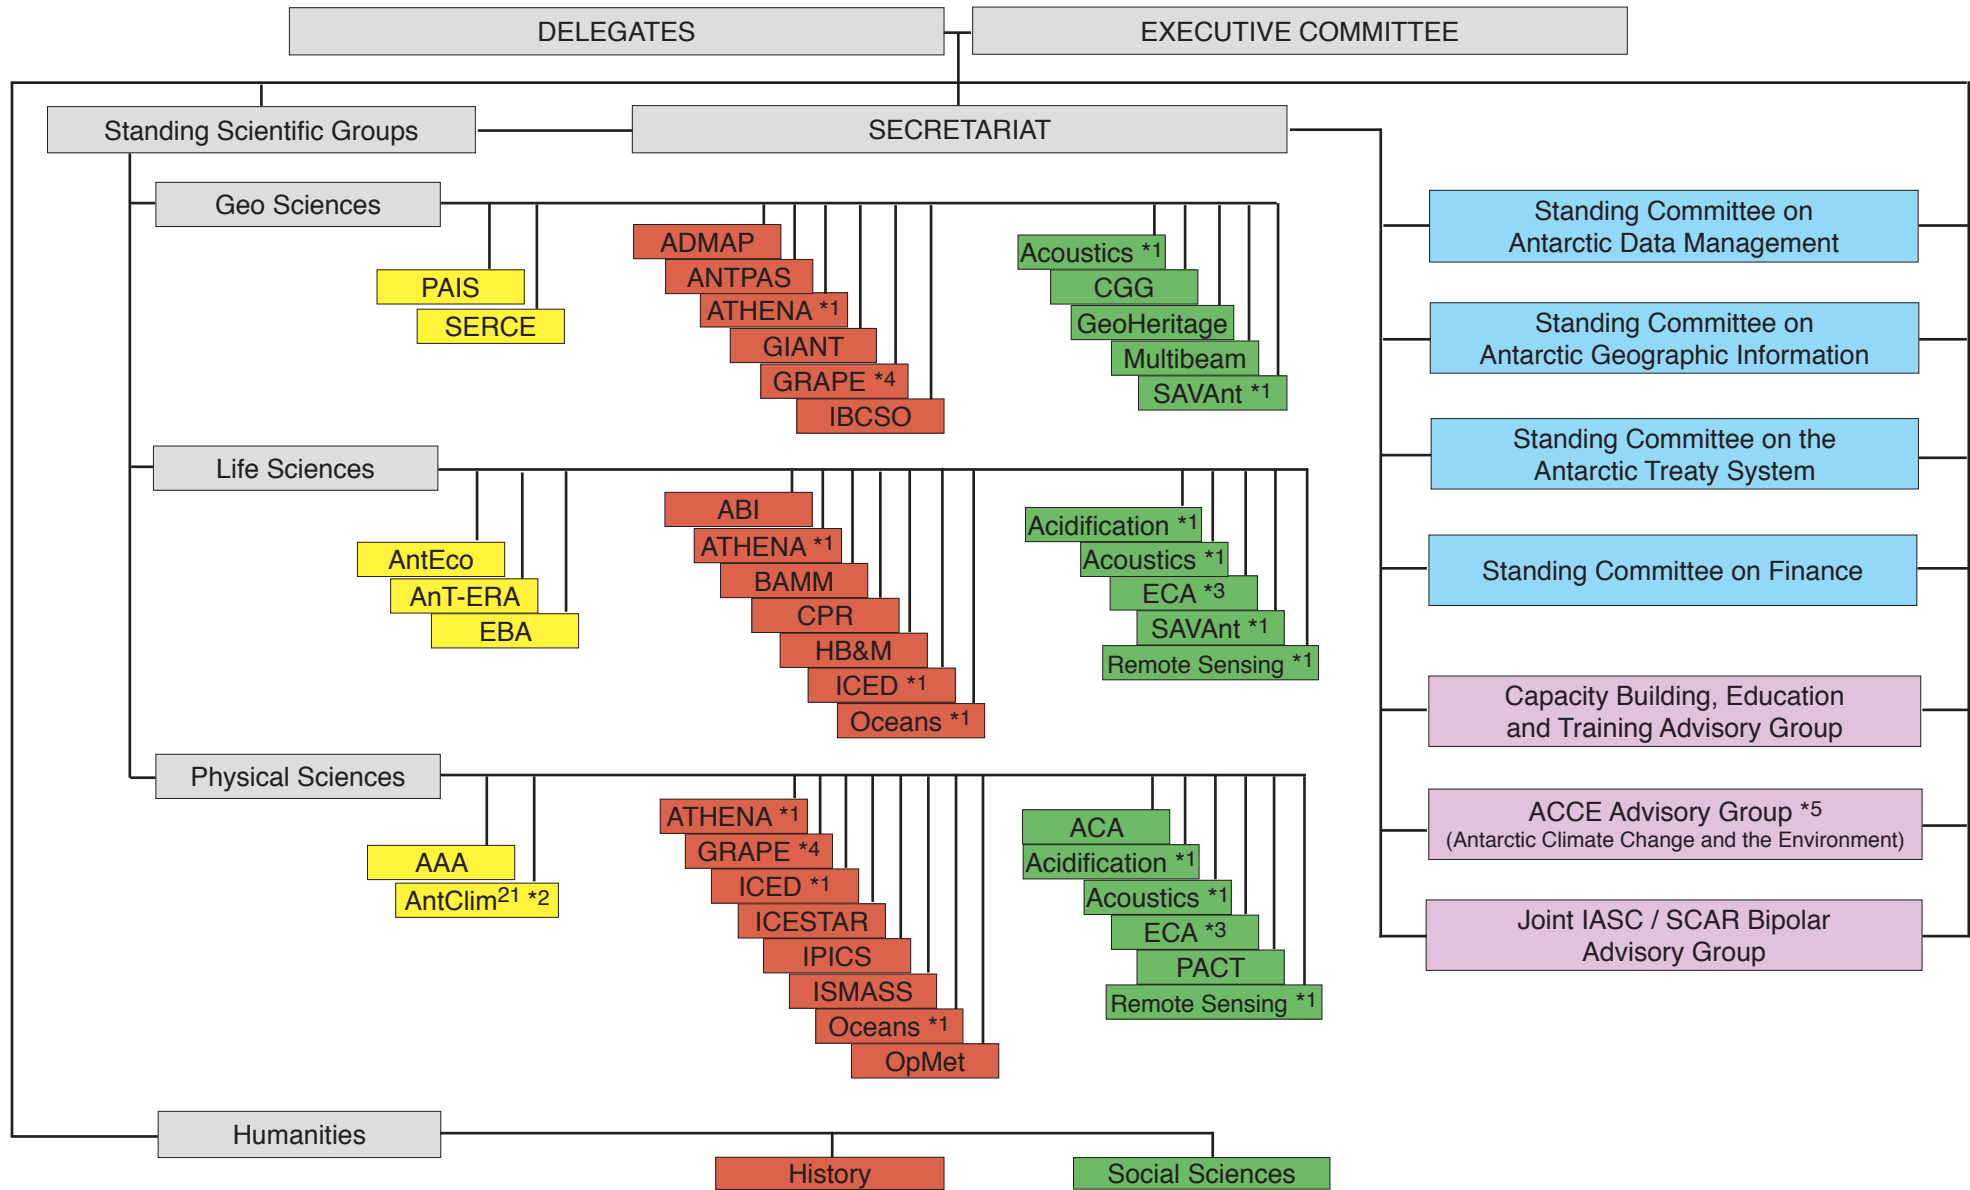 DELEGATES
EXECUTIVE COMMITTEE
Standing Scientific Groups
SECRETARIAT
Geo Sciences
PAIS
SERCE
ADMAP
ANTPAS
ATHENA *1
GIANT
GRAPE *4
IBCSO
Acoustics *1
CGG
GeoHeritage
Multibeam
SAVAnt *1
Life Sciences
AntEco
AnT-ERA
EBA
ABI
ATHENA *1
BAMM
CPR
HB&M
ICED *1
Oceans *1
Acidification *1
Acoustics *1
ECA *3
SAVAnt *1
Remote Sensing *1
Physical Sciences
AAA
AntClim²¹ *2
ATHENA *1
GRAPE *4
ICED *1
ICESTAR
IPICS
ISMASS
Oceans *1
OpMet
ACA
Acidification *1
Acoustics *1
ECA *3
PACT
Remote Sensing *1
Humanities
History
Social Sciences
Standing Committee on
Antarctic Data Management
Standing Committee on
Antarctic Geographic Information
Standing Committee on the
Antarctic Treaty System
Standing Committee on Finance
Capacity Building, Education
and Training Advisory Group
ACCE Advisory Group *5
(Antarctic Climate Change and the Environment)
Joint IASC / SCAR Bipolar
Advisory Group